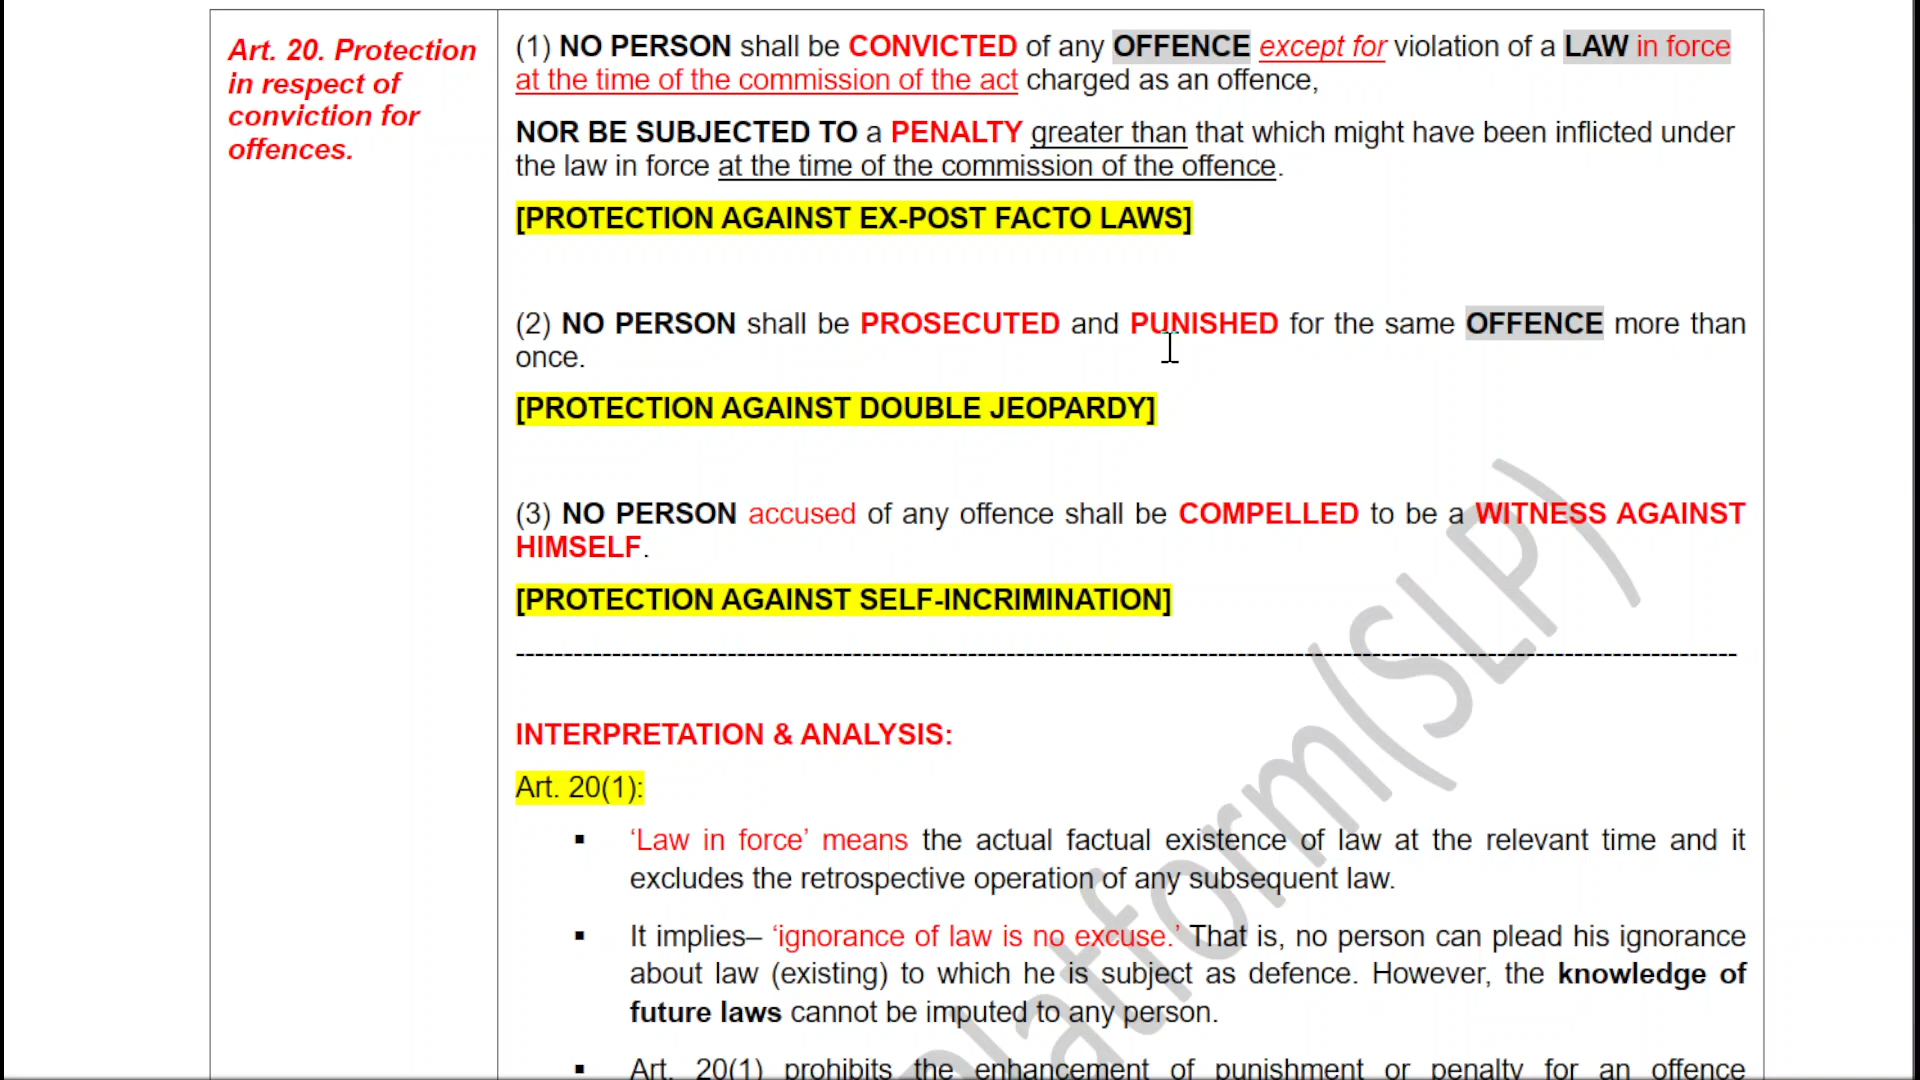 Art. 20. Protection
in respect of
conviction for
offences.
(1) NO PERSON shall be CONVICTED of any OFFENCE except for violation of a LAW in force
at the time of the commission of the act charged as an offence,
NOR BE SUBJECTED TO a PENALTY greater than that which might have been inflicted under
the law in force at the time of the commission of the offence.
[PROTECTION AGAINST EX-POST FACTO LAWS]
(2) NO PERSON shall be PROSECUTED and PUNISHED for the same OFFENCE more than
once.
[PROTECTION AGAINST DOUBLE JEOPARDY]
(3) NO PERSON accused of any offence shall be COMPELLED to be a WITNESS AGAINST
HIMSELF.
[PROTECTION AGAINST SELF-INCRIMINATION]
INTERPRETATION & ANALYSIS:
Art. 20(1):
▪ ‘Law in force’ means the actual factual existence of law at the relevant time and it
excludes the retrospective operation of any subsequent law.
▪ It implies– ‘ignorance of law is no excuse.’ That is, no person can plead his ignorance
about law (existing) to which he is subject as defence. However, the knowledge of
future laws cannot be imputed to any person.
▪ Art. 20(1) prohibits the enhancement of punishment or penalty for an offence
Platform(SLP)